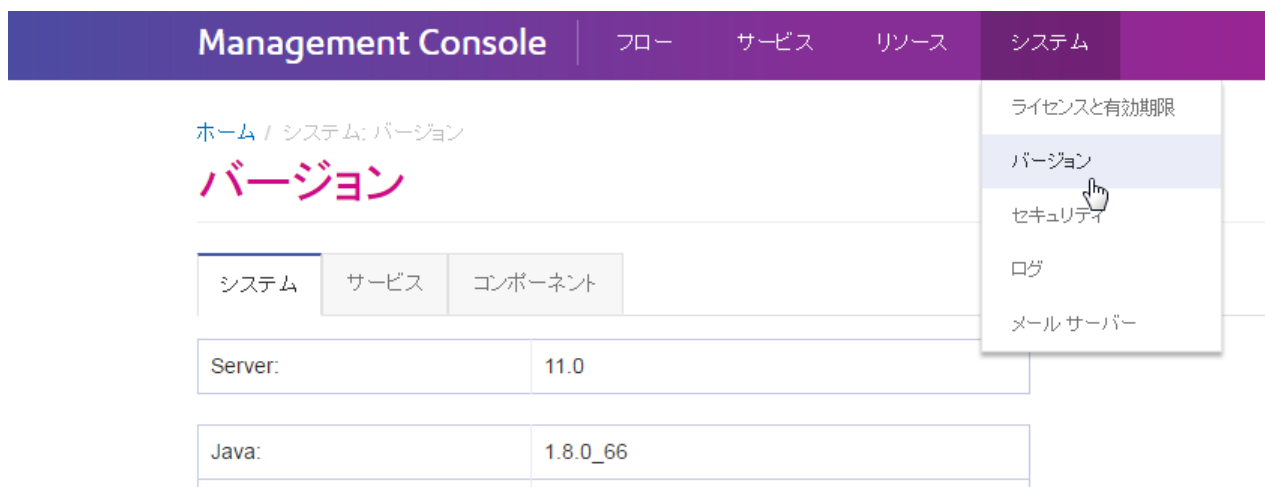 Management Console フロー サービス リソース システム
ライセンスと有効期限
ホーム / システム: バージョン
バージョン
バージョン
セキュリティ
ログ
メール サーバー
システム サービス コンポーネント
Server: 11.0
Java: 1.8.0_66